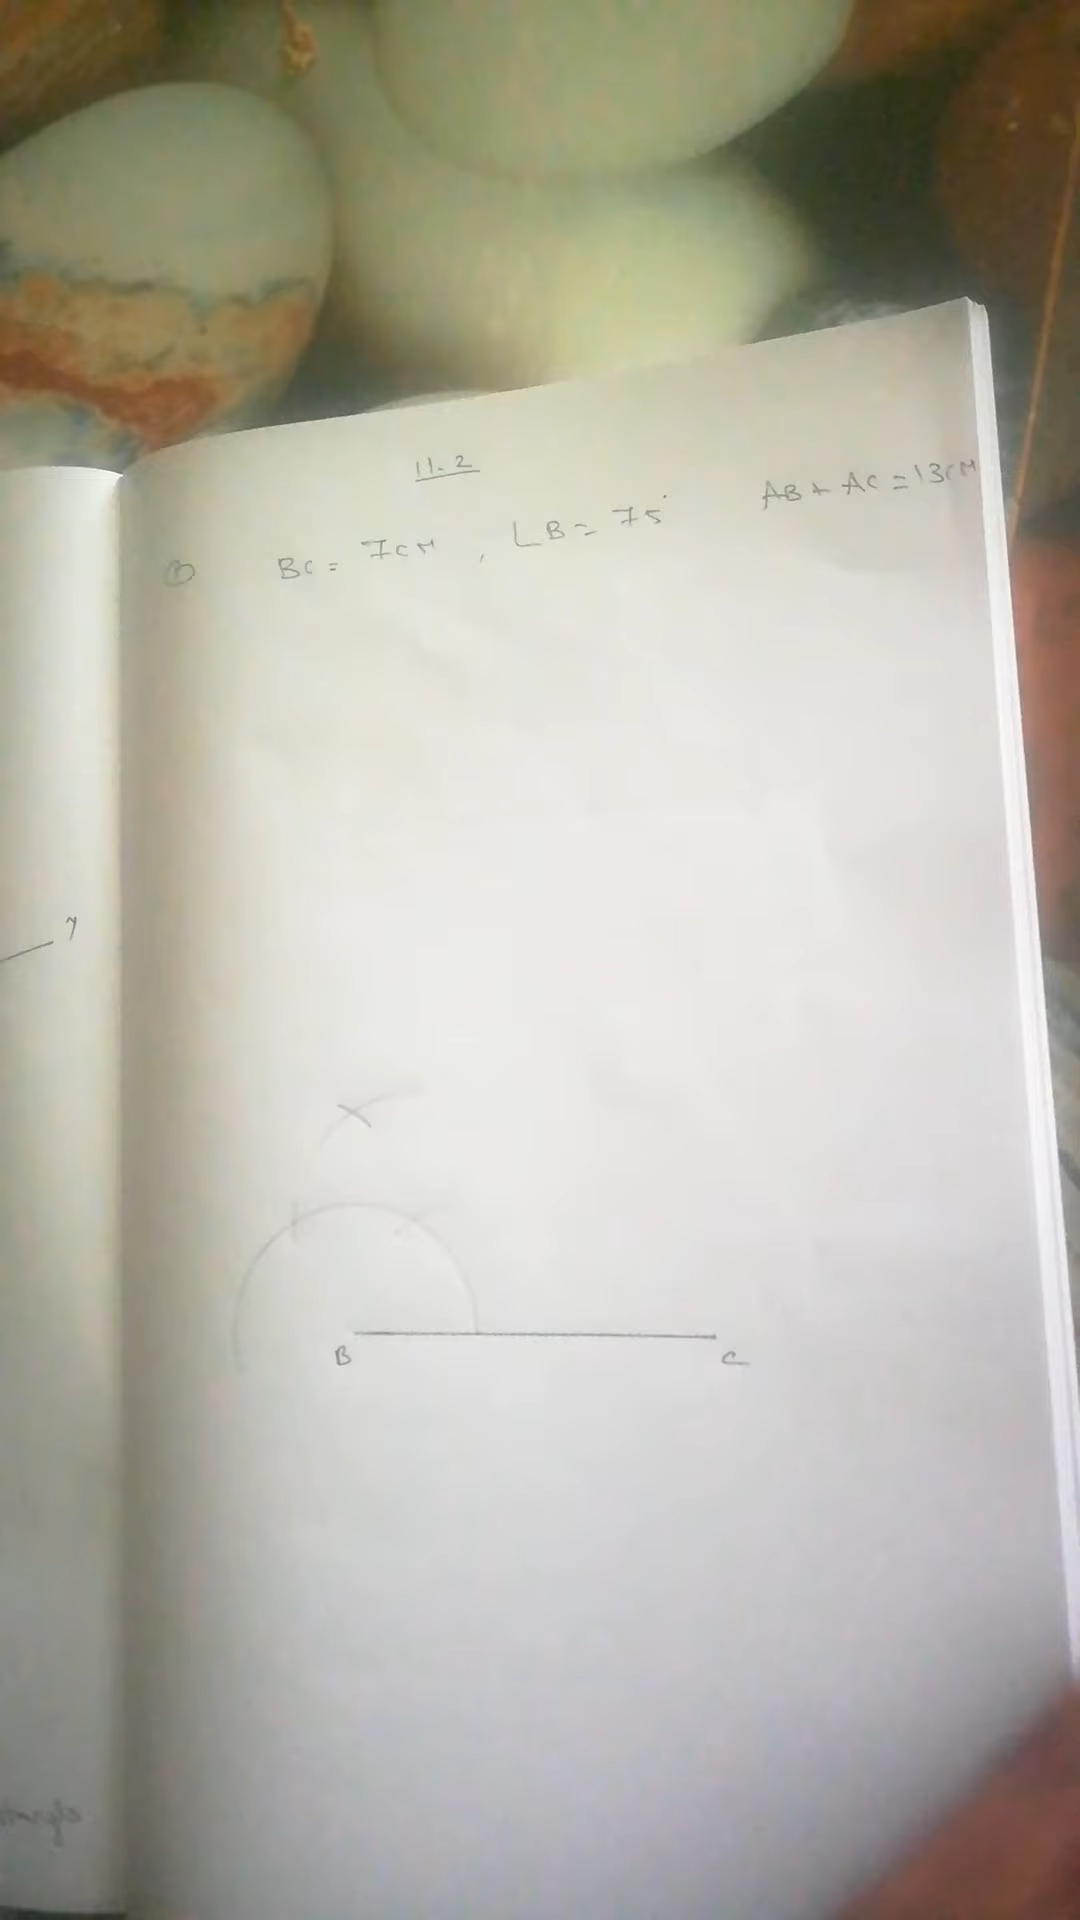 11.2
① BC = 7cm, ∟B = 75° AB + AC = 13cm
y
B C